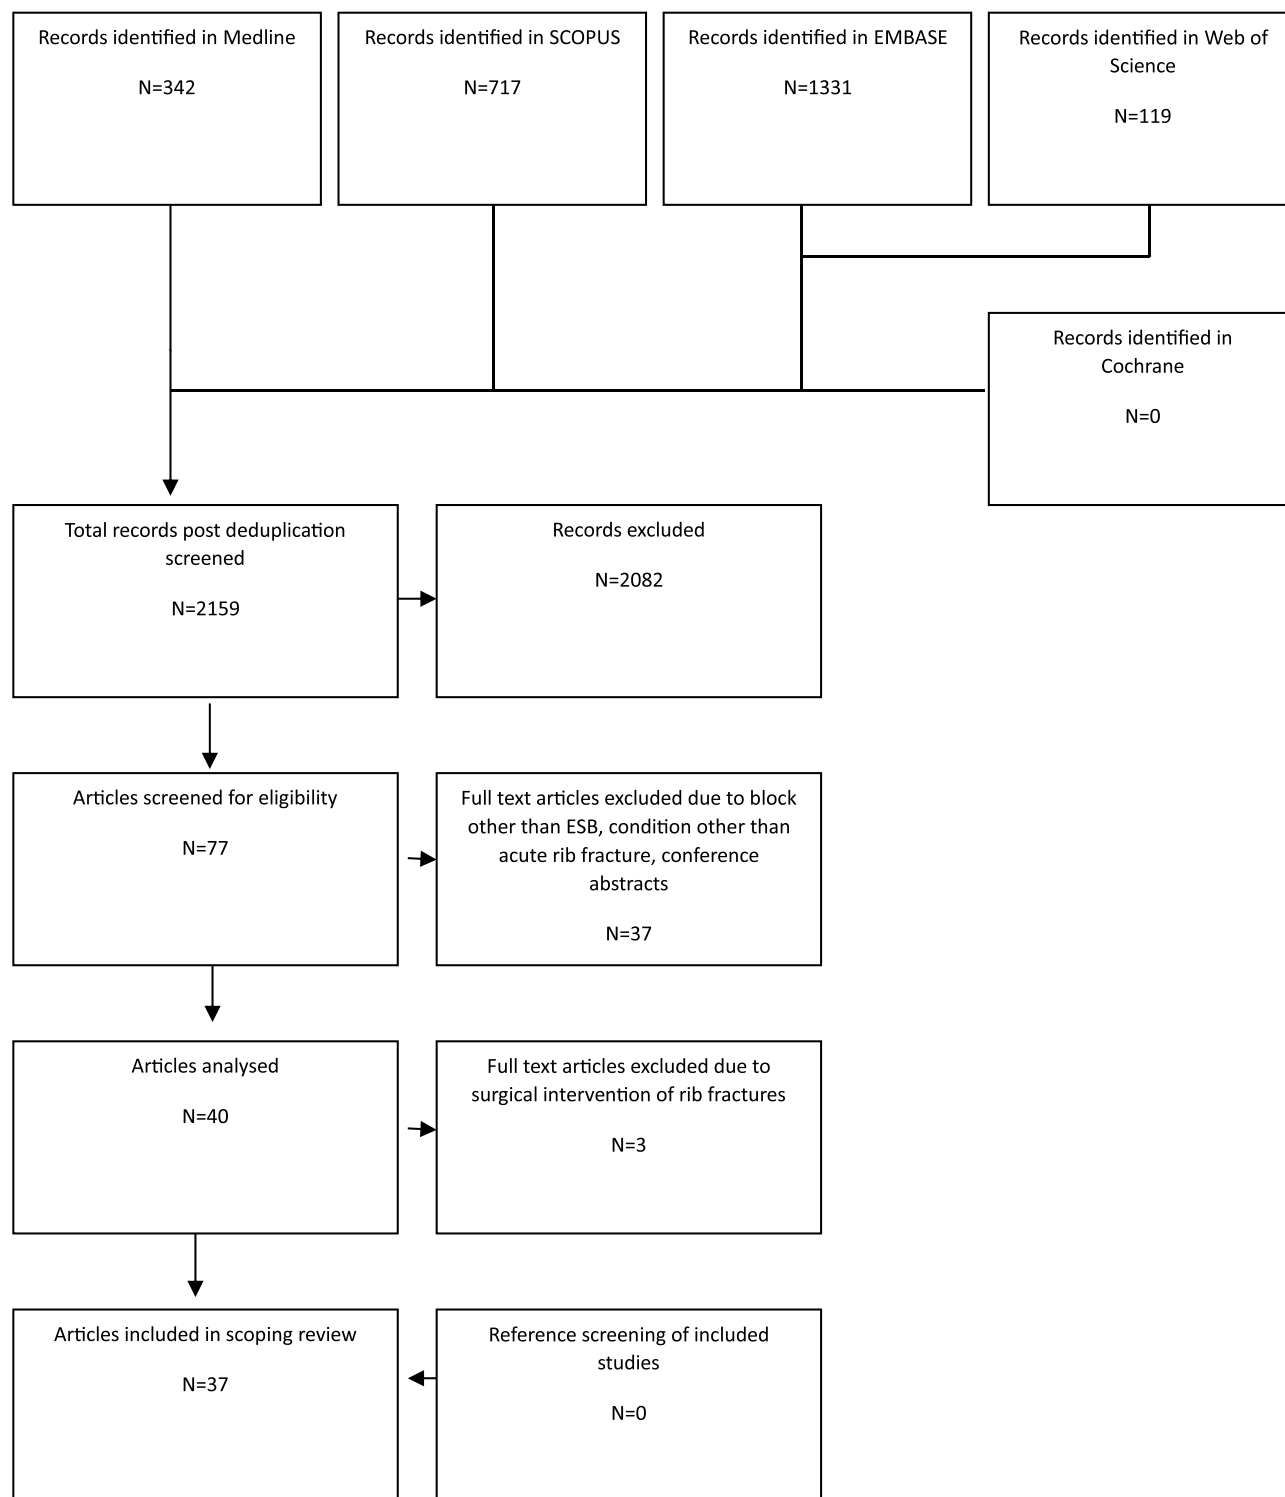 Records identified in Medline
N=342
Records identified in SCOPUS
N=717
Records identified in EMBASE
N=1331
Records identified in Web of
Science
N=119
Records identified in
Cochrane
N=0
Total records post deduplication
screened
N=2159
Records excluded
N=2082
Articles screened for eligibility
N=77
Full text articles excluded due to block
other than ESB, condition other than
acute rib fracture, conference
abstracts
N=37
Articles analysed
N=40
Full text articles excluded due to
surgical intervention of rib fractures
N=3
Articles included in scoping review
N=37
Reference screening of included
studies
N=0